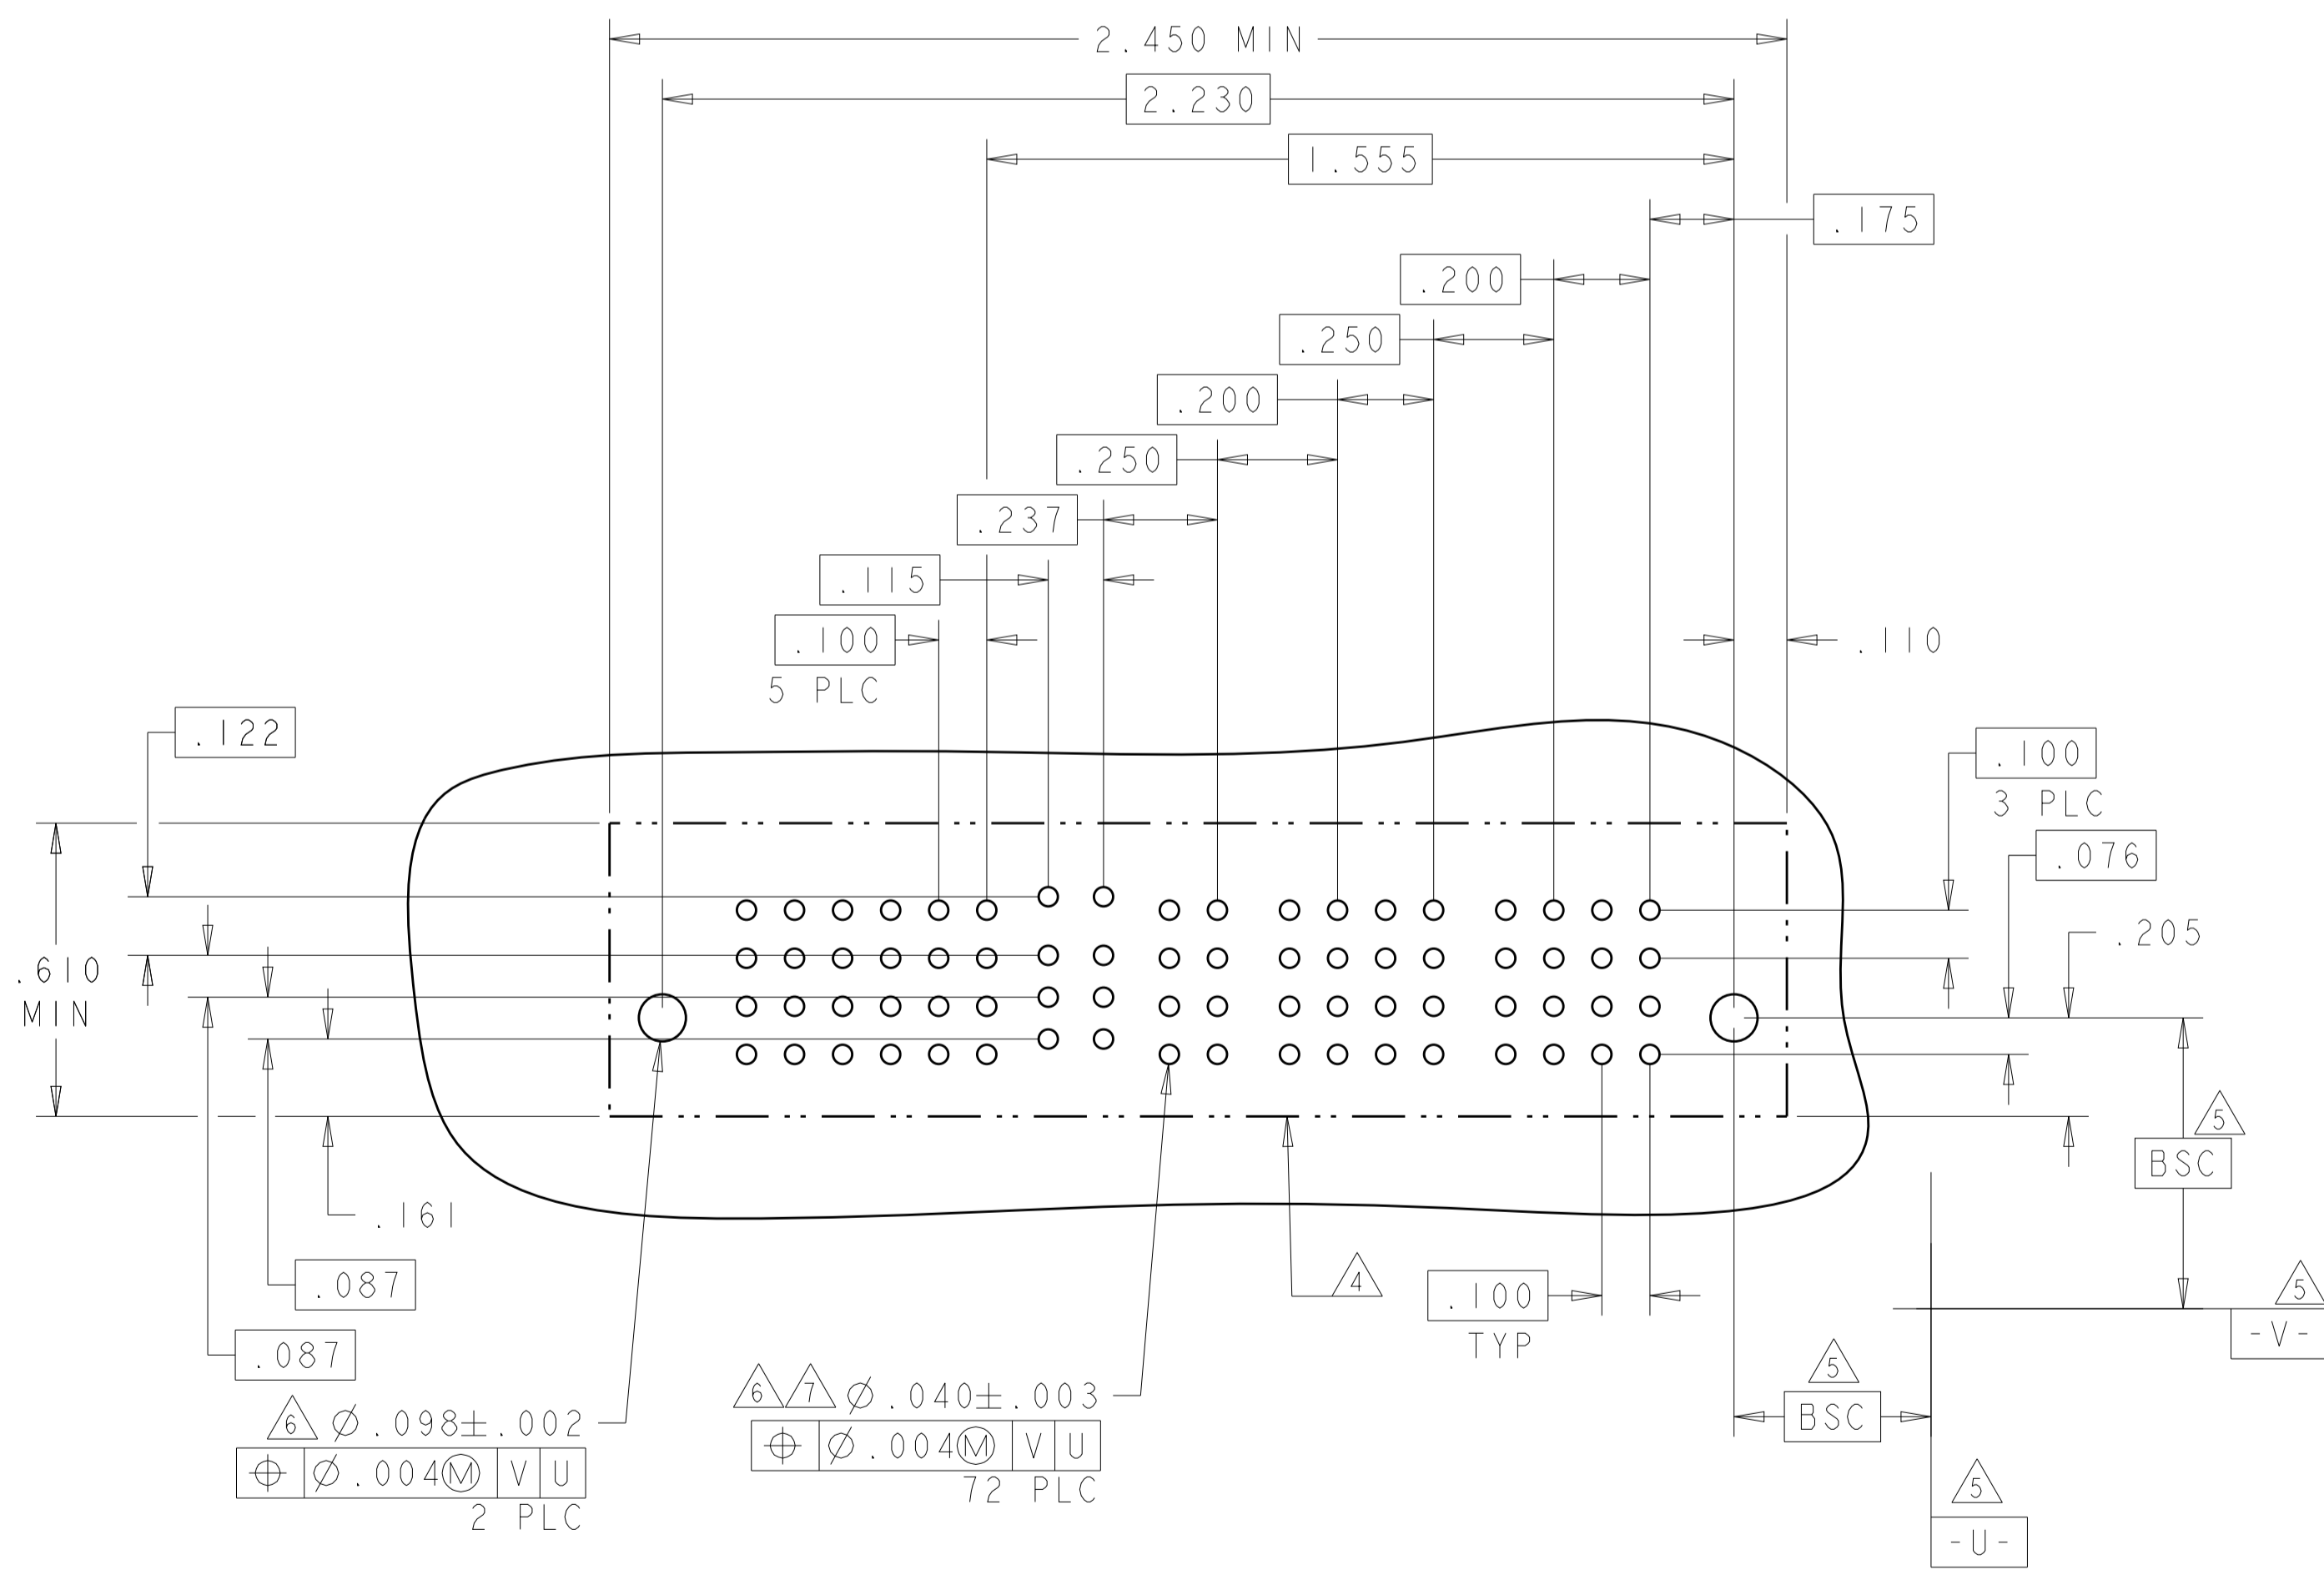 2.450 MIN
2.230
1.555
.175
.200
.250
.200
.250
.237
.115
.100
5 PLC
.110
.122
.100
3 PLC
.076
.205
.610
MIN
5
BSC
.161
.087
4
.100
TYP
5
-V-
.087
5
BSC
6 7 ⌀.040±.003
⌖ ⌀.004Ⓜ V U
72 PLC
6 ⌀.098±.002
⌖ ⌀.004Ⓜ V U
2 PLC
5
-U-